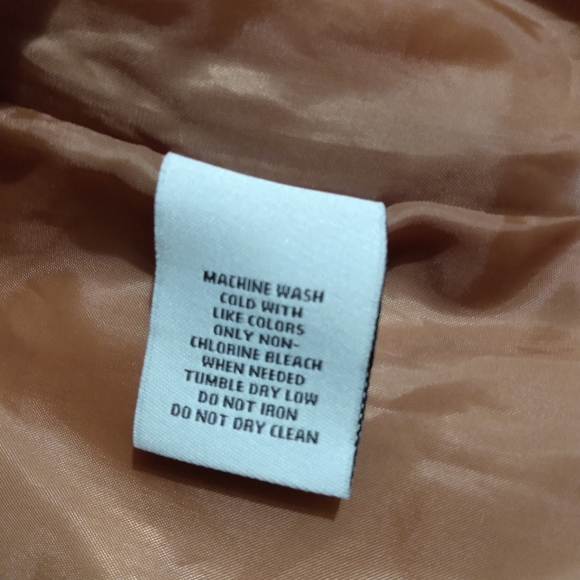 MACHINE WASH
COLD WITH
LIKE COLORS
ONLY NON-
CHLORINE BLEACH
WHEN NEEDED
TUMBLE DRY LOW
DO NOT IRON
DO NOT DRY CLEAN